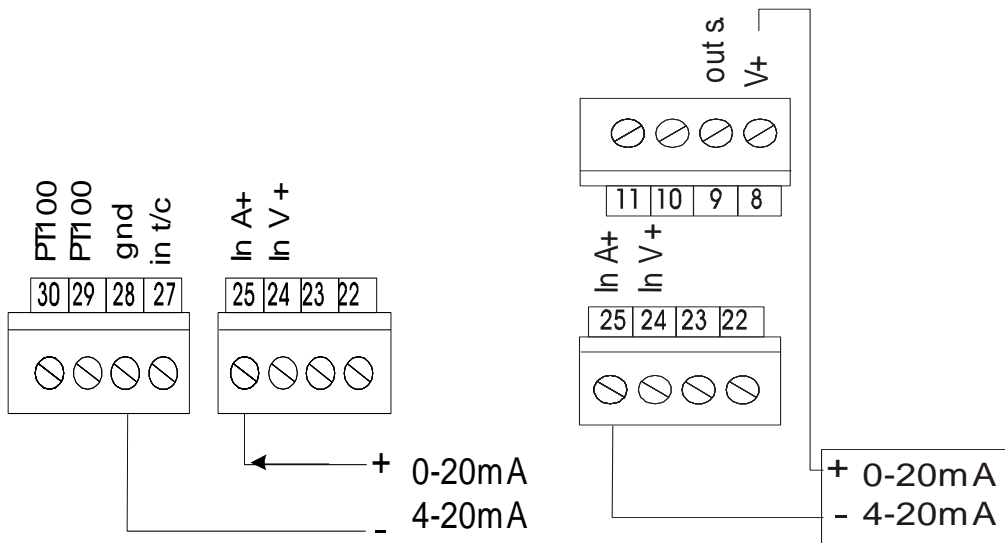 PT100
PT100
gnd
in t/c
In A+
In V +
30 29 28 27
25 24 23 22
+ 0-20mA
- 4-20mA
out s.
V+
11 10 9 8
In A+
In V +
25 24 23 22
+ 0-20mA
- 4-20mA